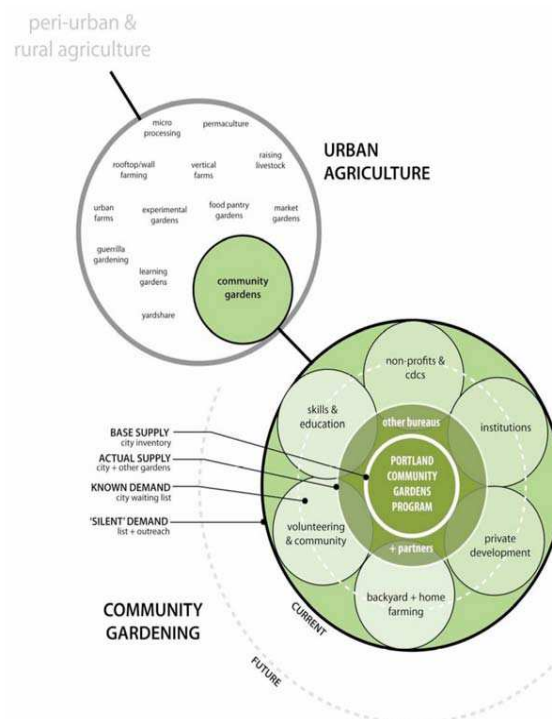 peri-urban &
rural agriculture
micro
processing
permaculture
URBAN
AGRICULTURE
rooftop/wall
farming
vertical
farms
raising
livestock
urban
farms
experimental
gardens
food pantry
gardens
market
gardens
guerrilla
gardening
learning
gardens
community
gardens
yardshare
non-profits &
cdcs
skills &
education
other bureaus
institutions
BASE SUPPLY
city inventory
ACTUAL SUPPLY
city + other gardens
KNOWN DEMAND
city waiting list
'SILENT' DEMAND
list + outreach
PORTLAND
COMMUNITY
GARDENS
PROGRAM
volunteering
& community
+ partners
private
development
backyard + home
farming
COMMUNITY
GARDENING
CURRENT
FUTURE